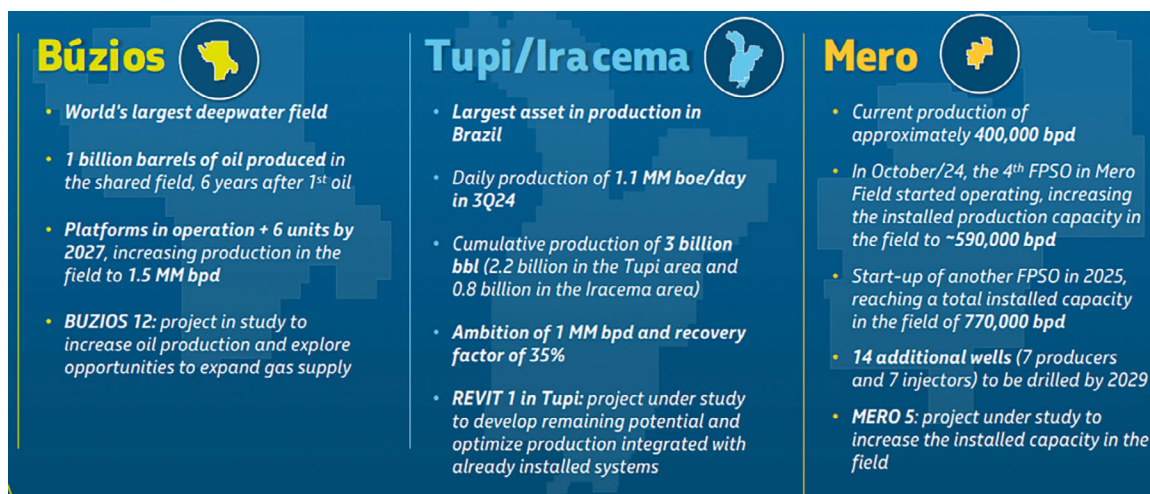 Búzios
• World's largest deepwater field
• 1 billion barrels of oil produced in
the shared field, 6 years after 1st oil
• Platforms in operation + 6 units by
2027, increasing production in the
field to 1.5 MM bpd
• BUZIOS 12: project in study to
increase oil production and explore
opportunities to expand gas supply
Tupi/Iracema
• Largest asset in production in
Brazil
• Daily production of 1.1 MM boe/day
in 3Q24
• Cumulative production of 3 billion
bbl (2.2 billion in the Tupi area and
0.8 billion in the Iracema area)
• Ambition of 1 MM bpd and recovery
factor of 35%
• REVIT 1 in Tupi: project under study
to develop remaining potential and
optimize production integrated with
already installed systems
Mero
• Current production of
approximately 400,000 bpd
• In October/24, the 4th FPSO in Mero
Field started operating, increasing
the installed production capacity in
the field to ~590,000 bpd
• Start-up of another FPSO in 2025,
reaching a total installed capacity
in the field of 770,000 bpd
• 14 additional wells (7 producers
and 7 injectors) to be drilled by 2029
• MERO 5: project under study to
increase the installed capacity in the
field